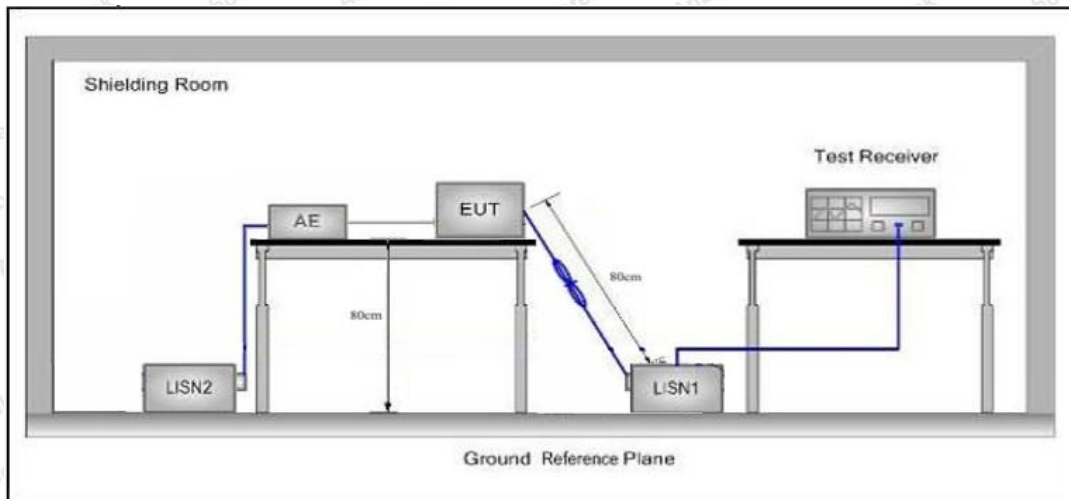 Shielding Room
Test Receiver
AE
EUT
80cm
80cm
LISN2
LISN1
Ground Reference Plane